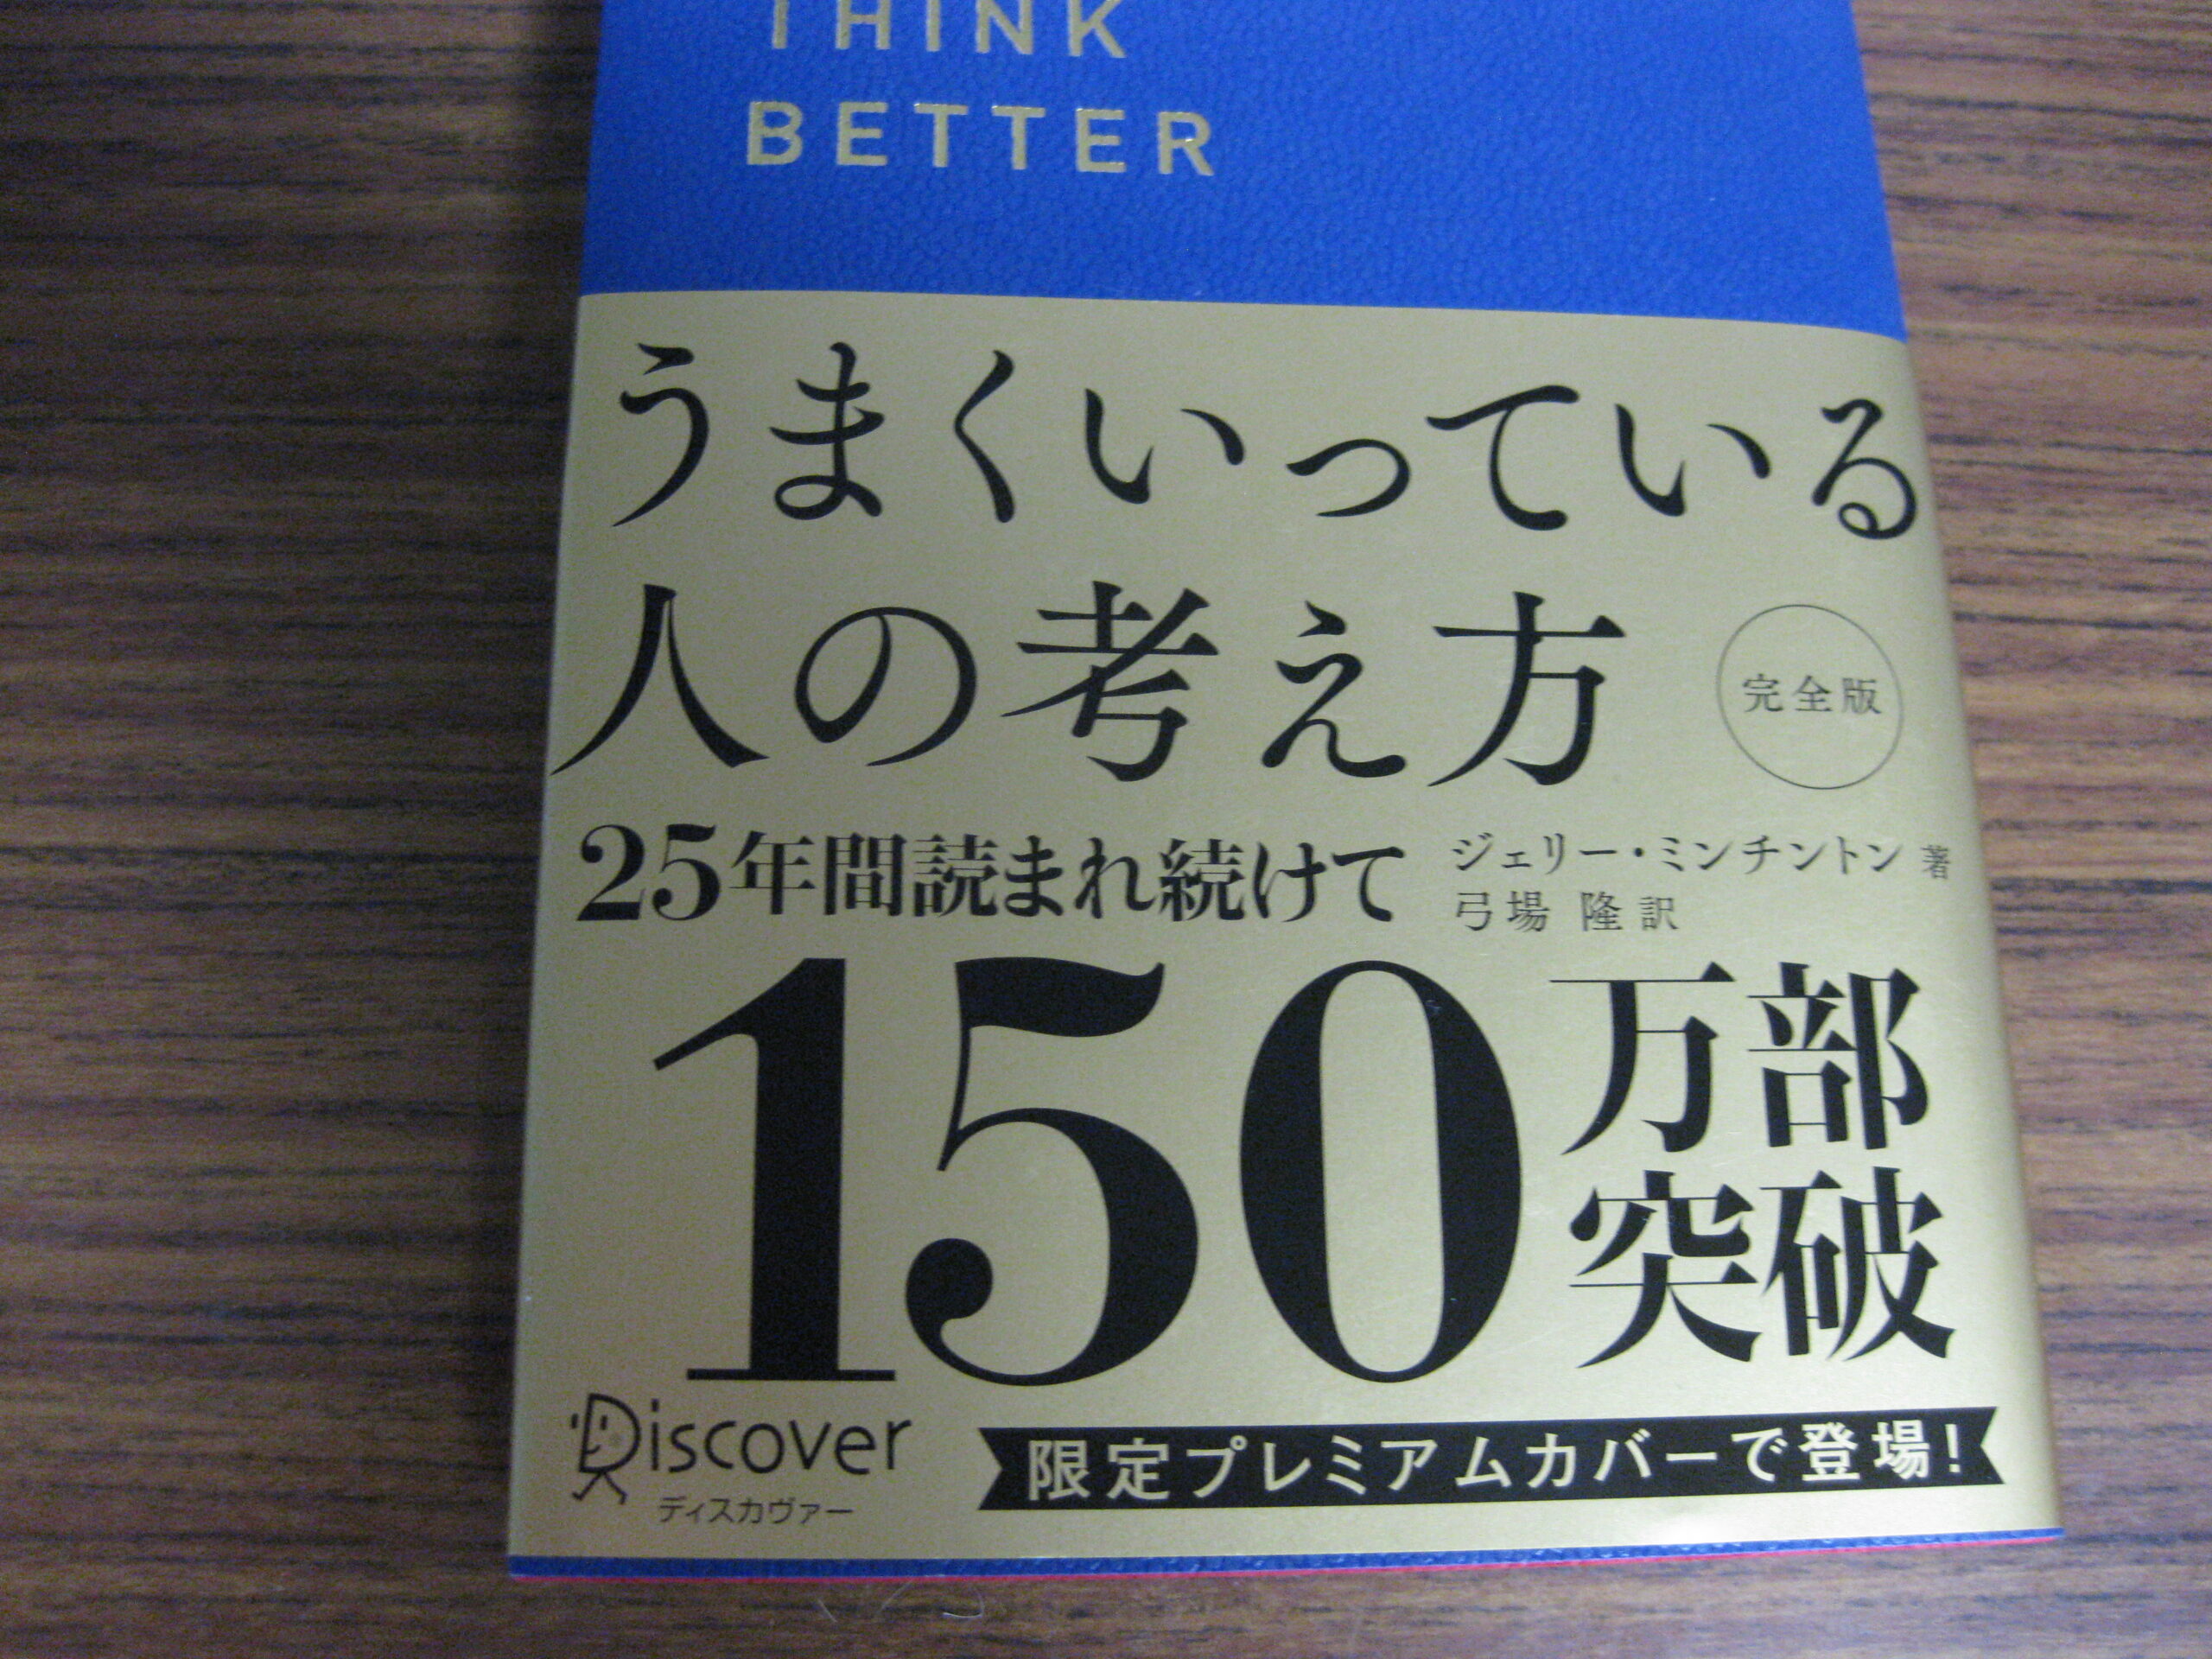 THINK
BETTER
うまくいっている
人の考え方
完全版
25年間読まれ続けて
ジェリー・ミンチントン 著
弓場 隆 訳
150万部
突破
Discover
ディスカヴァー
限定プレミアムカバーで登場!